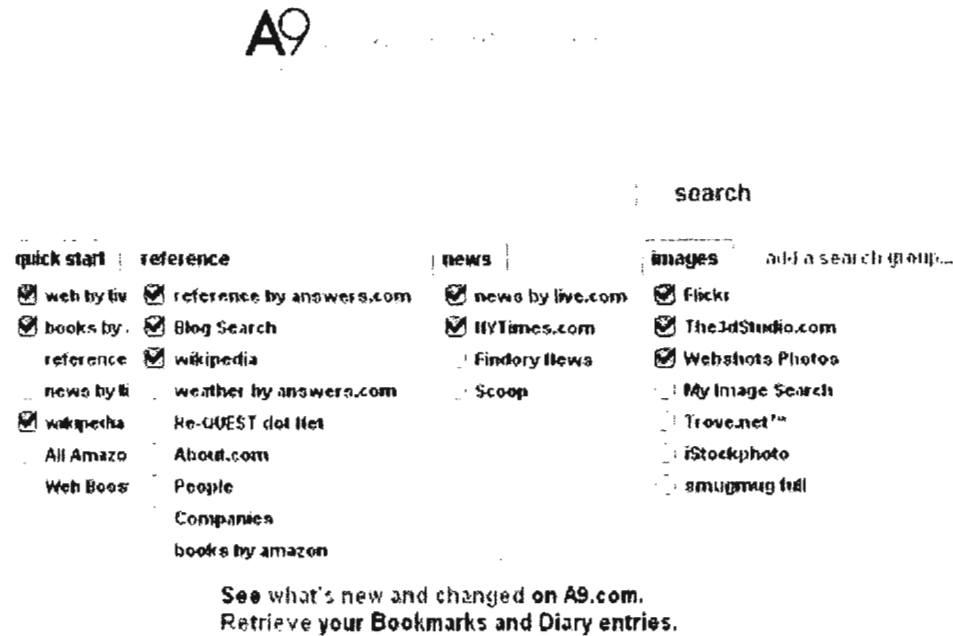 A9
search
quick start
reference
news
images
add a search group...
web by liv
books by
reference
news by li
wikipedia
All Amazo
Web Boos
reference by answers.com
Blog Search
wikipedia
weather by answers.com
Re-QUEST dot Net
About.com
People
Companies
books by amazon
news by live.com
NYTimes.com
Findory News
Scoop
Flickr
The3dStudio.com
Webshots Photos
My Image Search
Trove.net™
iStockphoto
smugmug full
See what's new and changed on A9.com.
Retrieve your Bookmarks and Diary entries.